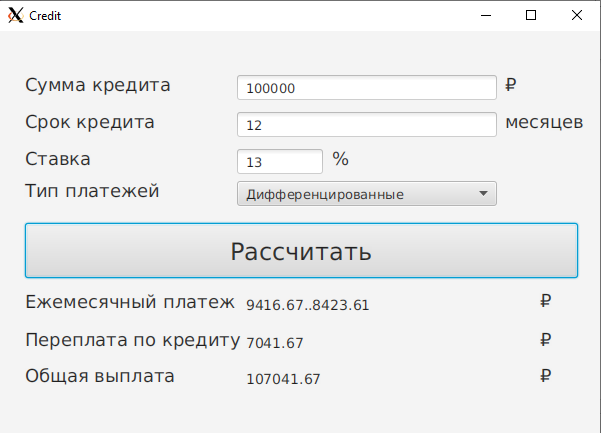 Credit
Сумма кредита 100000 ₽
Срок кредита 12 месяцев
Ставка 13 %
Тип платежей Дифференцированные
Рассчитать
Ежемесячный платеж 9416.67..8423.61 ₽
Переплата по кредиту 7041.67 ₽
Общая выплата 107041.67 ₽